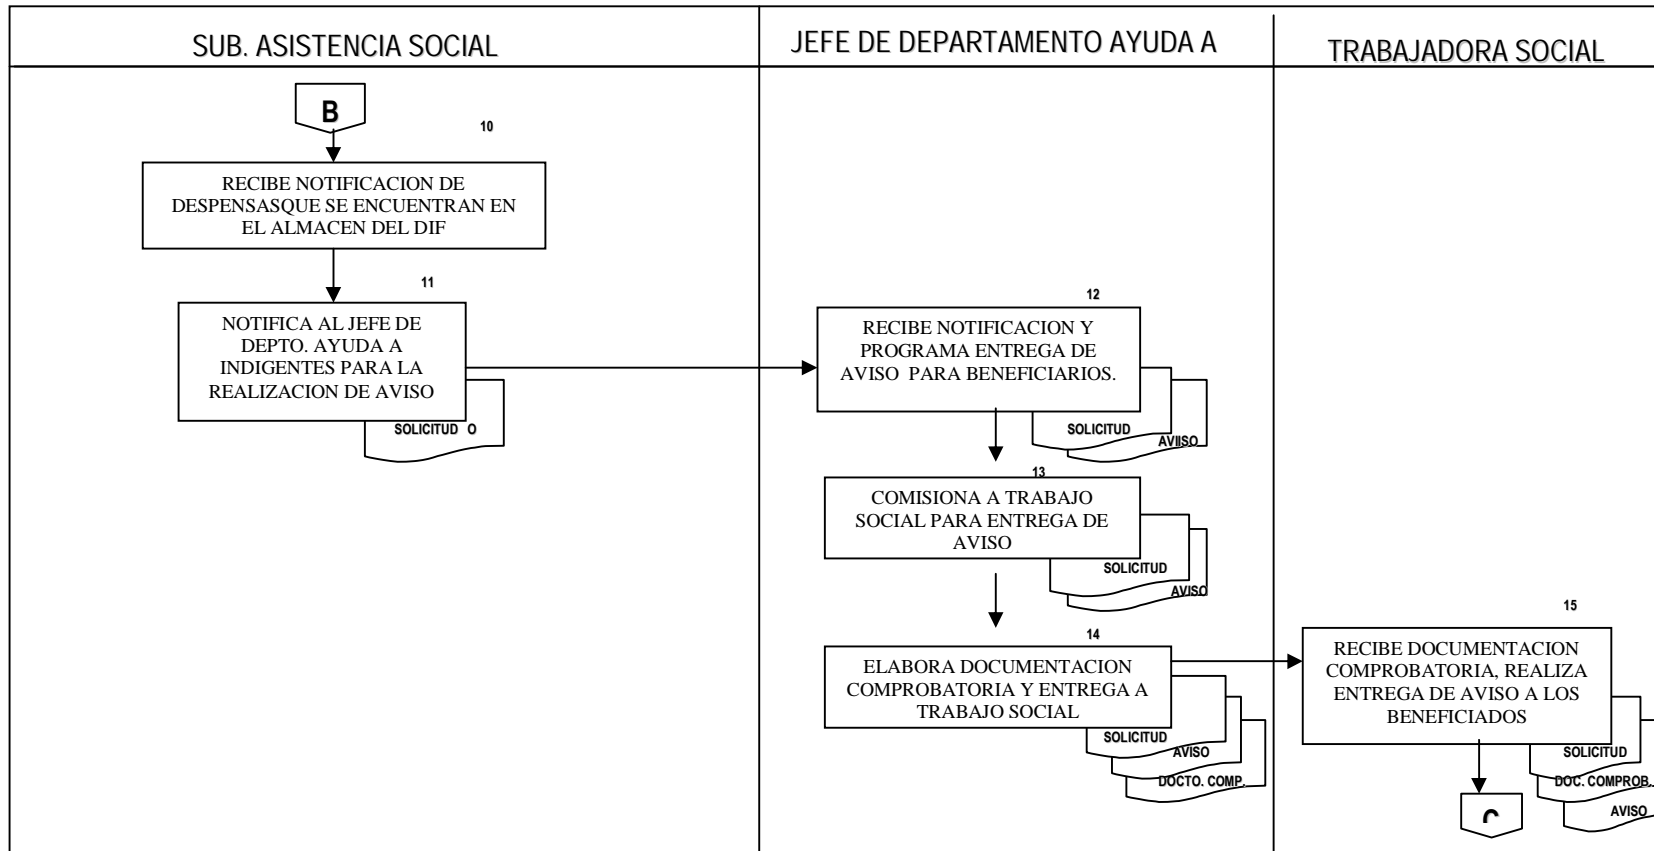 SUB. ASISTENCIA SOCIAL
JEFE DE DEPARTAMENTO AYUDA A
TRABAJADORA SOCIAL
B
10
RECIBE NOTIFICACION DE
DESPENSASQUE SE ENCUENTRAN EN
EL ALMACEN DEL DIF
11
NOTIFICA AL JEFE DE
DEPTO. AYUDA A
INDIGENTES PARA LA
REALIZACION DE AVISO
SOLICITUD O
12
RECIBE NOTIFICACION Y
PROGRAMA ENTREGA DE
AVISO PARA BENEFICIARIOS.
SOLICITUD
AVIISO
13
COMISIONA A TRABAJO
SOCIAL PARA ENTREGA DE
AVISO
SOLICITUD
AVISO
14
ELABORA DOCUMENTACION
COMPROBATORIA Y ENTREGA A
TRABAJO SOCIAL
SOLICITUD
AVISO
DOCTO. COMP.
15
RECIBE DOCUMENTACION
COMPROBATORIA, REALIZA
ENTREGA DE AVISO A LOS
BENEFICIADOS
SOLICITUD
DOC. COMPROB.
AVISO
C